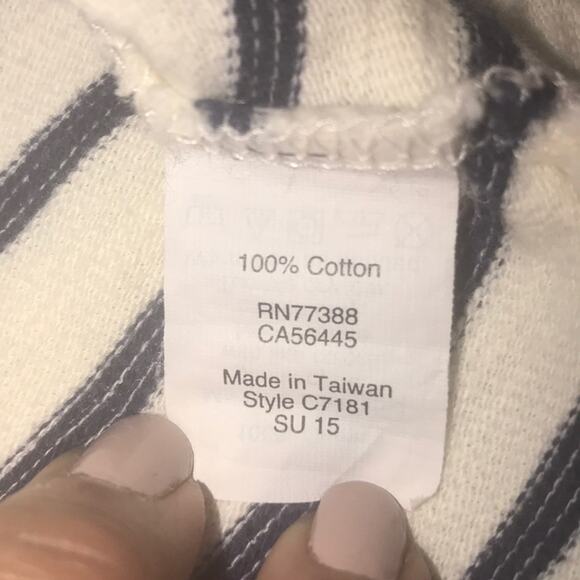 100% Cotton
RN77388
CA56445
Made in Taiwan
Style C7181
SU 15